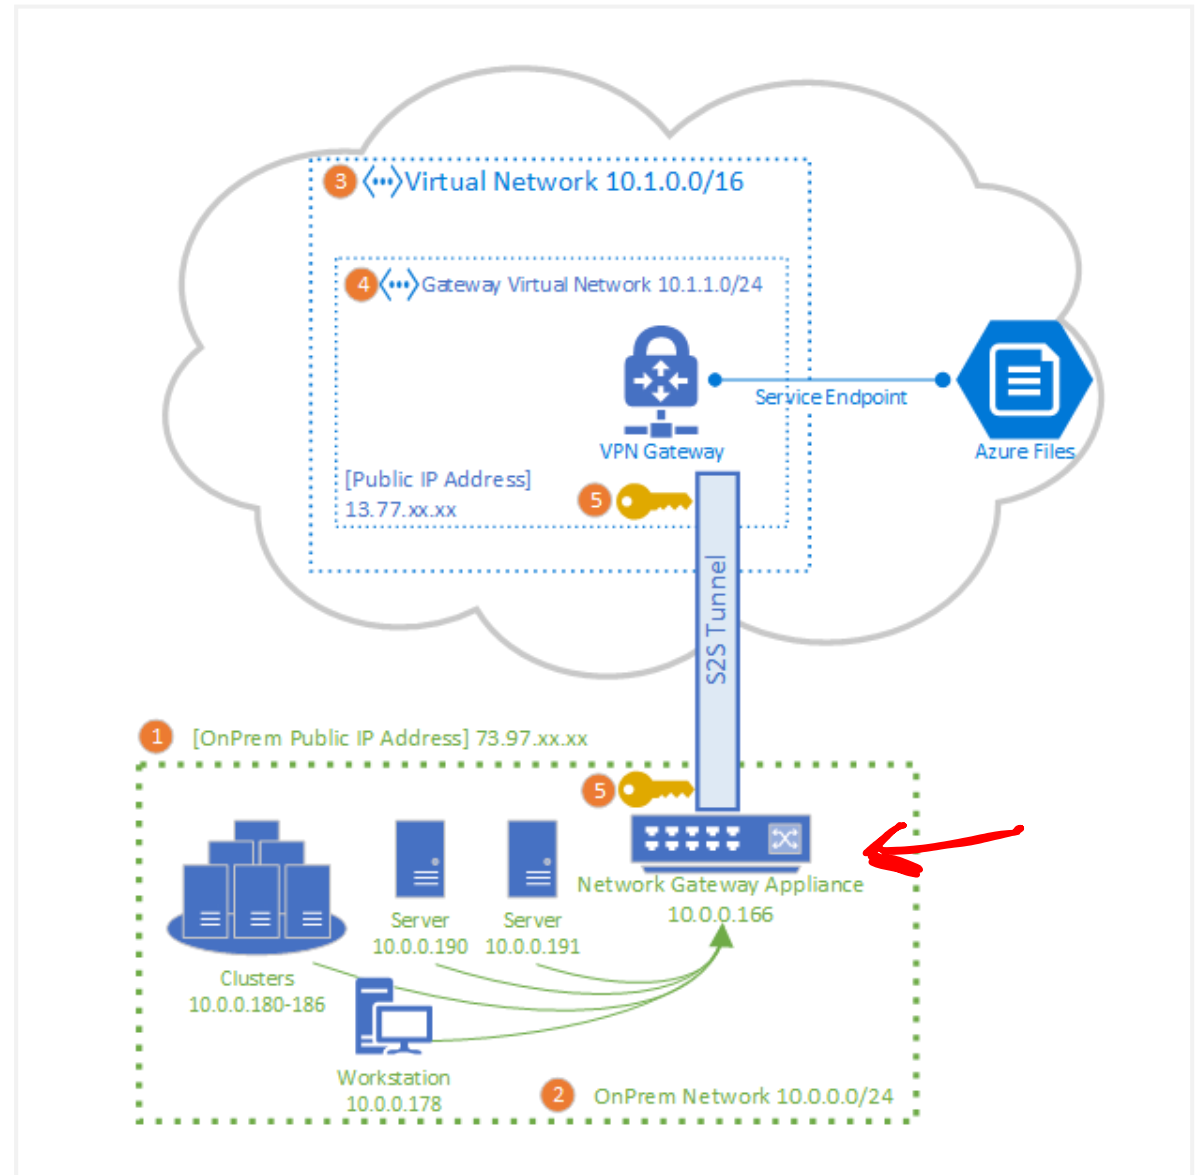 3 Virtual Network 10.1.0.0/16
4 Gateway Virtual Network 10.1.1.0/24
Service Endpoint
VPN Gateway
Azure Files
[Public IP Address]
13.77.xx.xx
5
S2S Tunnel
1 [OnPrem Public IP Address] 73.97.xx.xx
5
Network Gateway Appliance
10.0.0.166
Server
10.0.0.190
Server
10.0.0.191
Clusters
10.0.0.180-186
Workstation
10.0.0.178
2 OnPrem Network 10.0.0.0/24